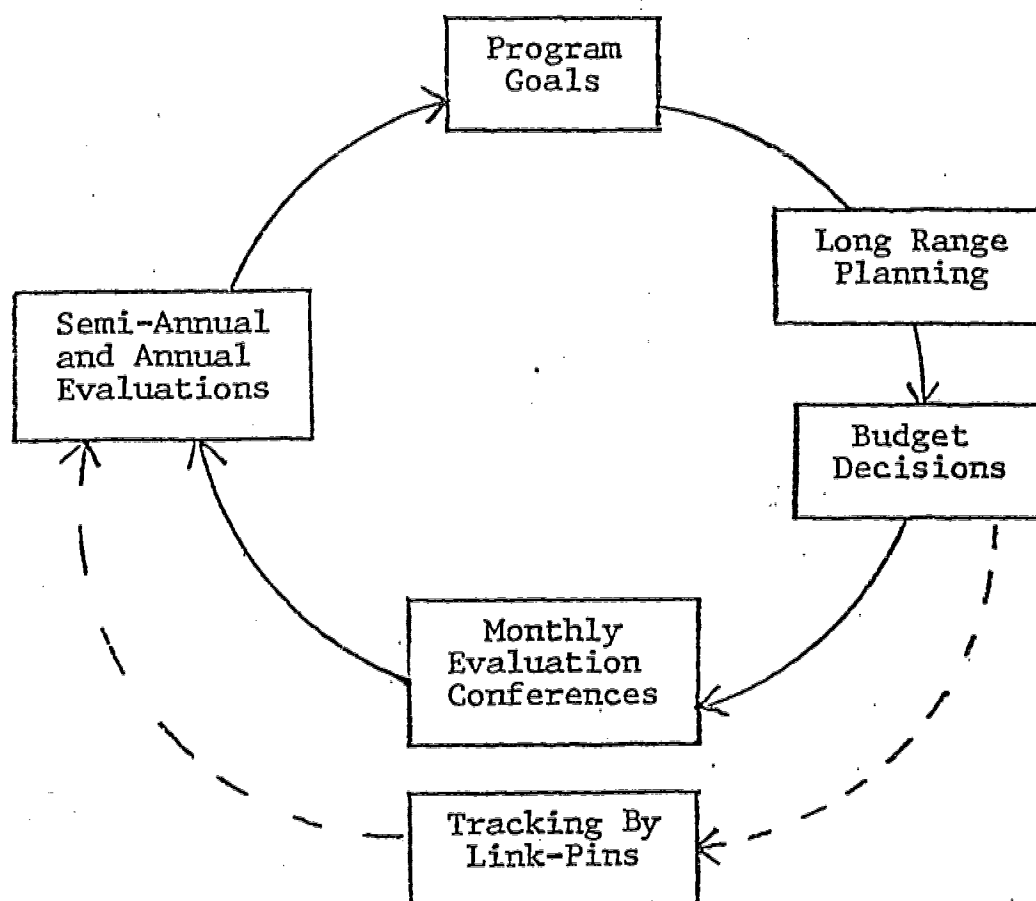 Program
Goals
Long Range
Planning
Semi-Annual
and Annual
Evaluations
Budget
Decisions
Monthly
Evaluation
Conferences
Tracking By
Link-Pins